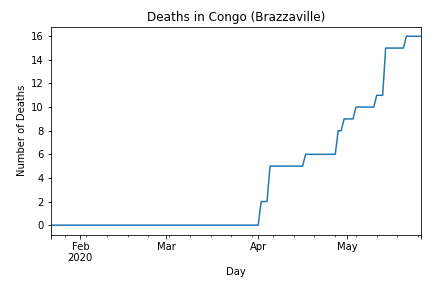 Deaths in Congo (Brazzaville)
16
14
12
10
8
6
4
2
0
Number of Deaths
Feb
2020
Mar
Apr
May
Day